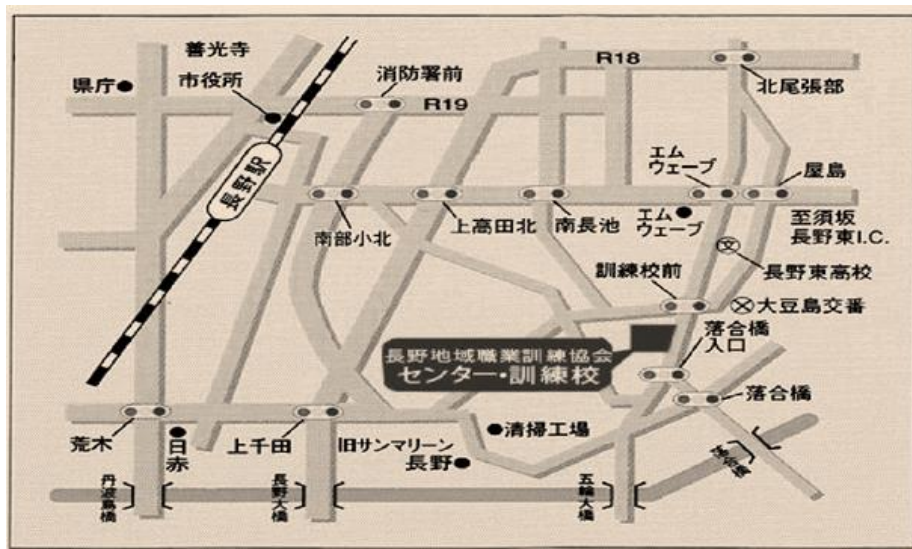 善光寺
県庁
市役所
消防署前
R18
R19
北尾張部
長野駅
エム
ウェーブ
屋島
南部小北
上高田北
南長池
エム
ウェーブ
至須坂
長野東I.C.
長野東高校
訓練校前
大豆島交番
長野地域職業訓練協会
センター・訓練校
落合橋
入口
落合橋
荒木
日赤
上千田
旧サンマリーン
長野
清掃工場
丹波島橋
長野大橋
五輪大橋
落合橋